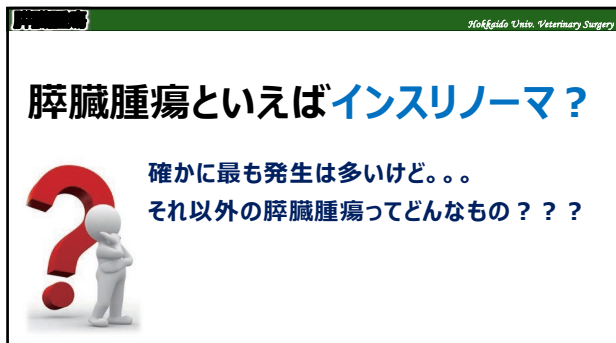 膵臓腫瘍
Hokkaido Univ. Veterinary Surgery
膵臓腫瘍といえばインスリノーマ？
確かに最も発生は多いけど。。。
それ以外の膵臓腫瘍ってどんなもの？？？